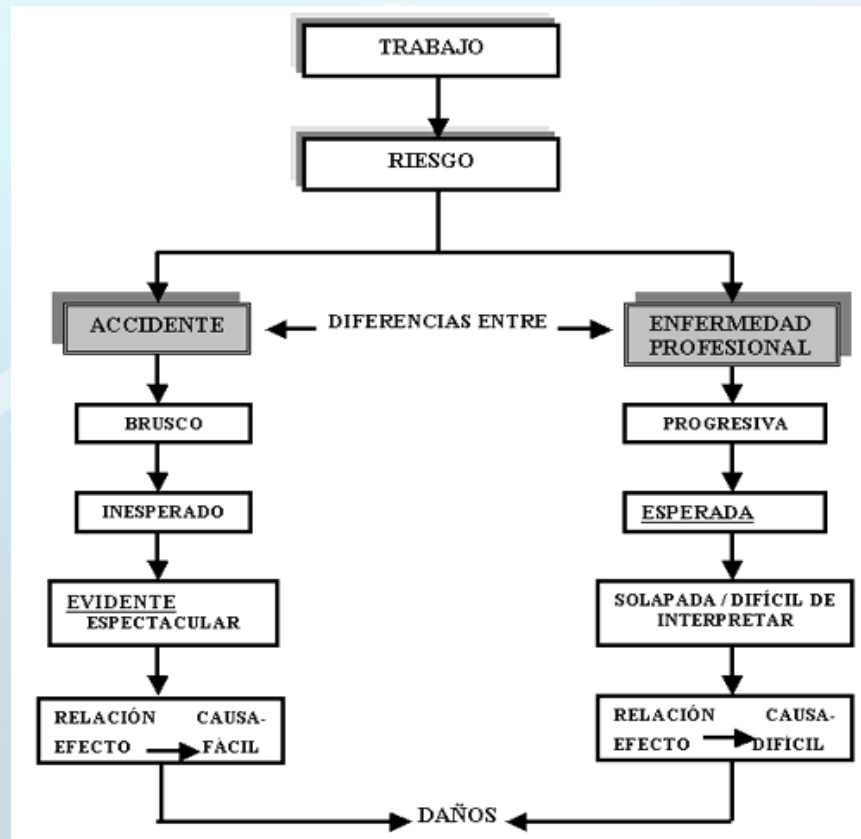 TRABAJO
RIESGO
ACCIDENTE
DIFERENCIAS ENTRE
ENFERMEDAD
PROFESIONAL
BRUSCO
PROGRESIVA
INESPERADO
ESPERADA
EVIDENTE
ESPECTACULAR
SOLAPADA / DIFÍCIL DE
INTERPRETAR
RELACIÓN CAUSA-
EFECTO FÀCIL
RELACIÓN CAUSA-
EFECTO DIFÍCIL
DAÑOS